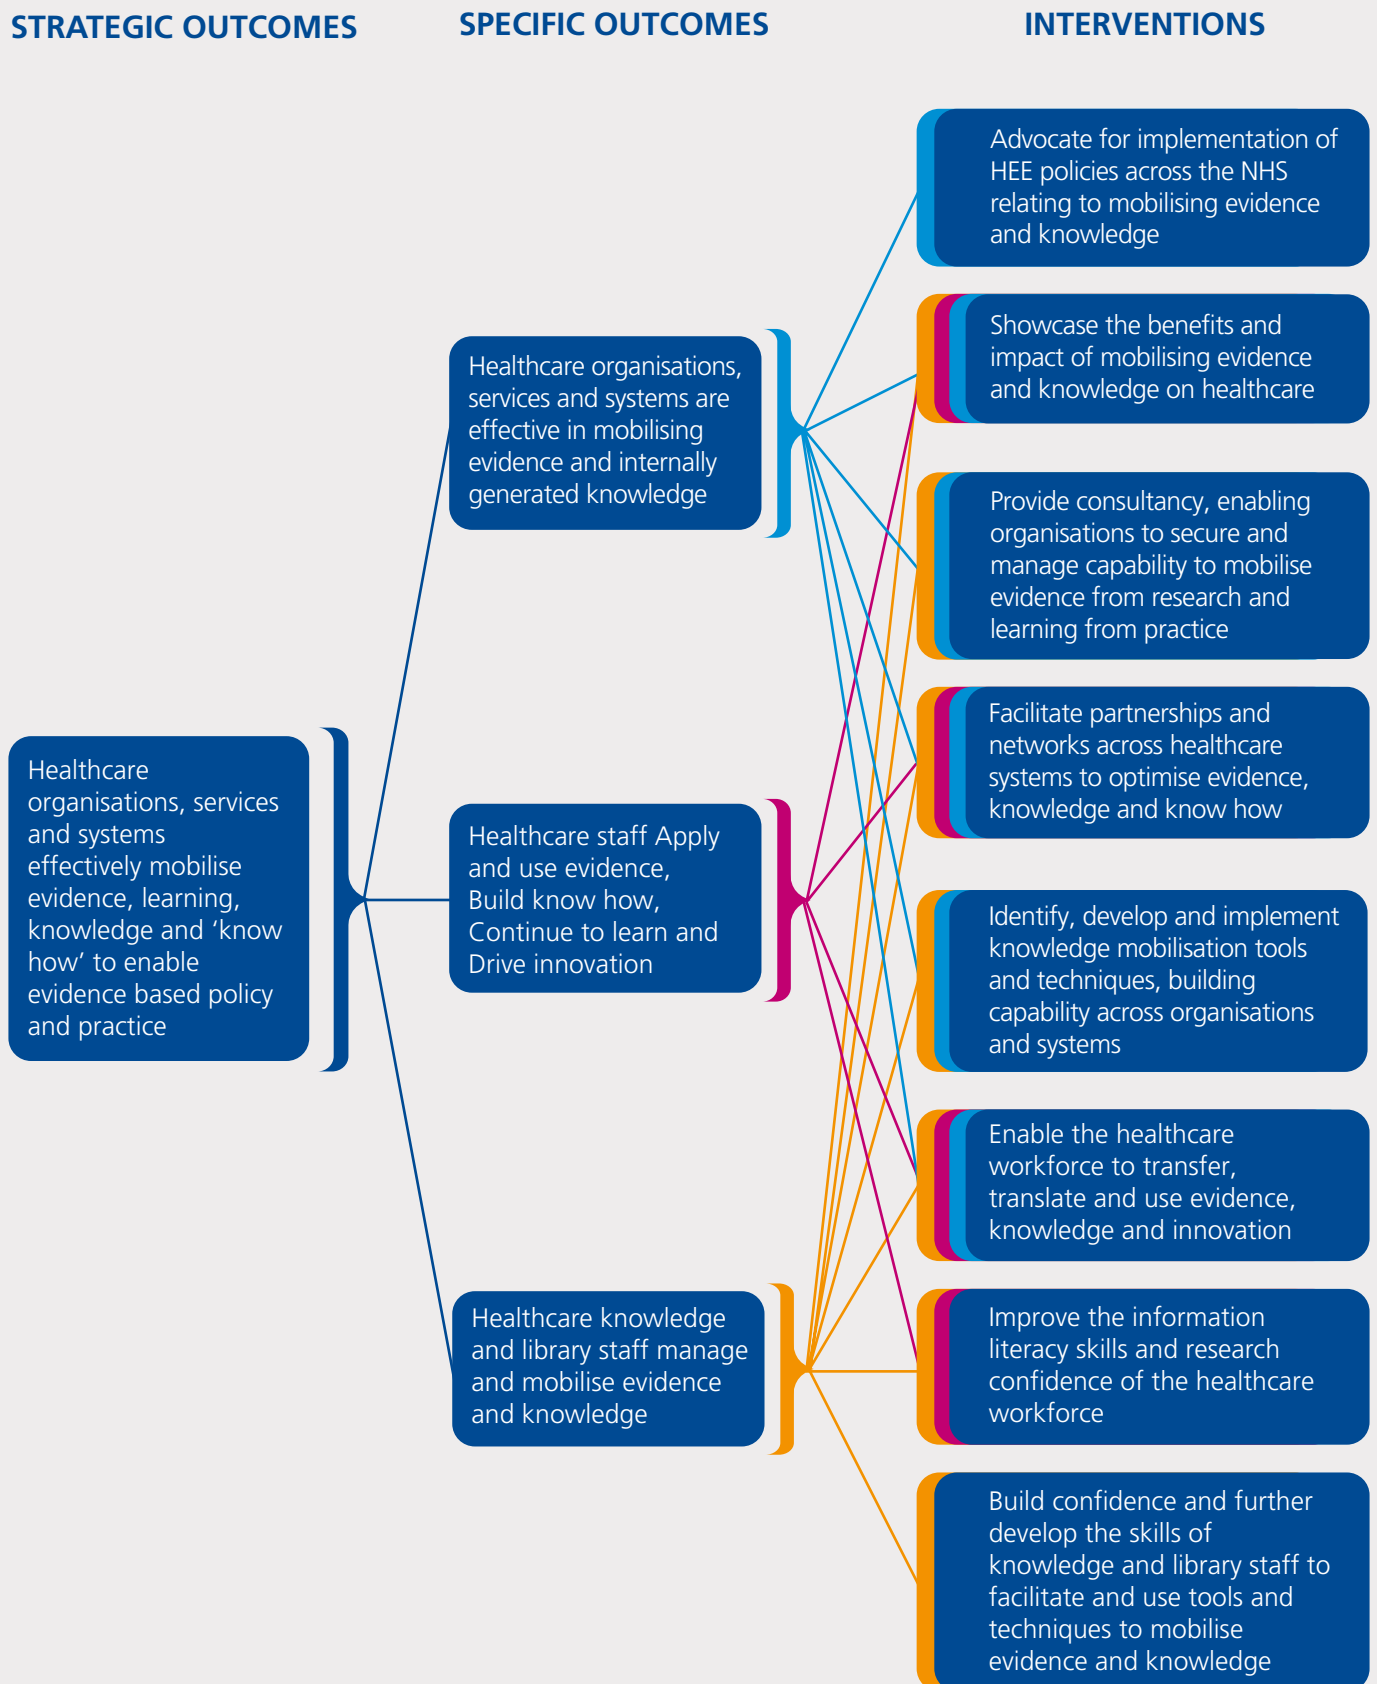 STRATEGIC OUTCOMES
SPECIFIC OUTCOMES
INTERVENTIONS
Healthcare
organisations, services
and systems
effectively mobilise
evidence, learning,
knowledge and ‘know
how’ to enable
evidence based policy
and practice
Healthcare organisations,
services and systems are
effective in mobilising
evidence and internally
generated knowledge
Healthcare staff Apply
and use evidence,
Build know how,
Continue to learn and
Drive innovation
Healthcare knowledge
and library staff manage
and mobilise evidence
and knowledge
Advocate for implementation of
HEE policies across the NHS
relating to mobilising evidence
and knowledge
Showcase the benefits and
impact of mobilising evidence
and knowledge on healthcare
Provide consultancy, enabling
organisations to secure and
manage capability to mobilise
evidence from research and
learning from practice
Facilitate partnerships and
networks across healthcare
systems to optimise evidence,
knowledge and know how
Identify, develop and implement
knowledge mobilisation tools
and techniques, building
capability across organisations
and systems
Enable the healthcare
workforce to transfer,
translate and use evidence,
knowledge and innovation
Improve the information
literacy skills and research
confidence of the healthcare
workforce
Build confidence and further
develop the skills of
knowledge and library staff to
facilitate and use tools and
techniques to mobilise
evidence and knowledge